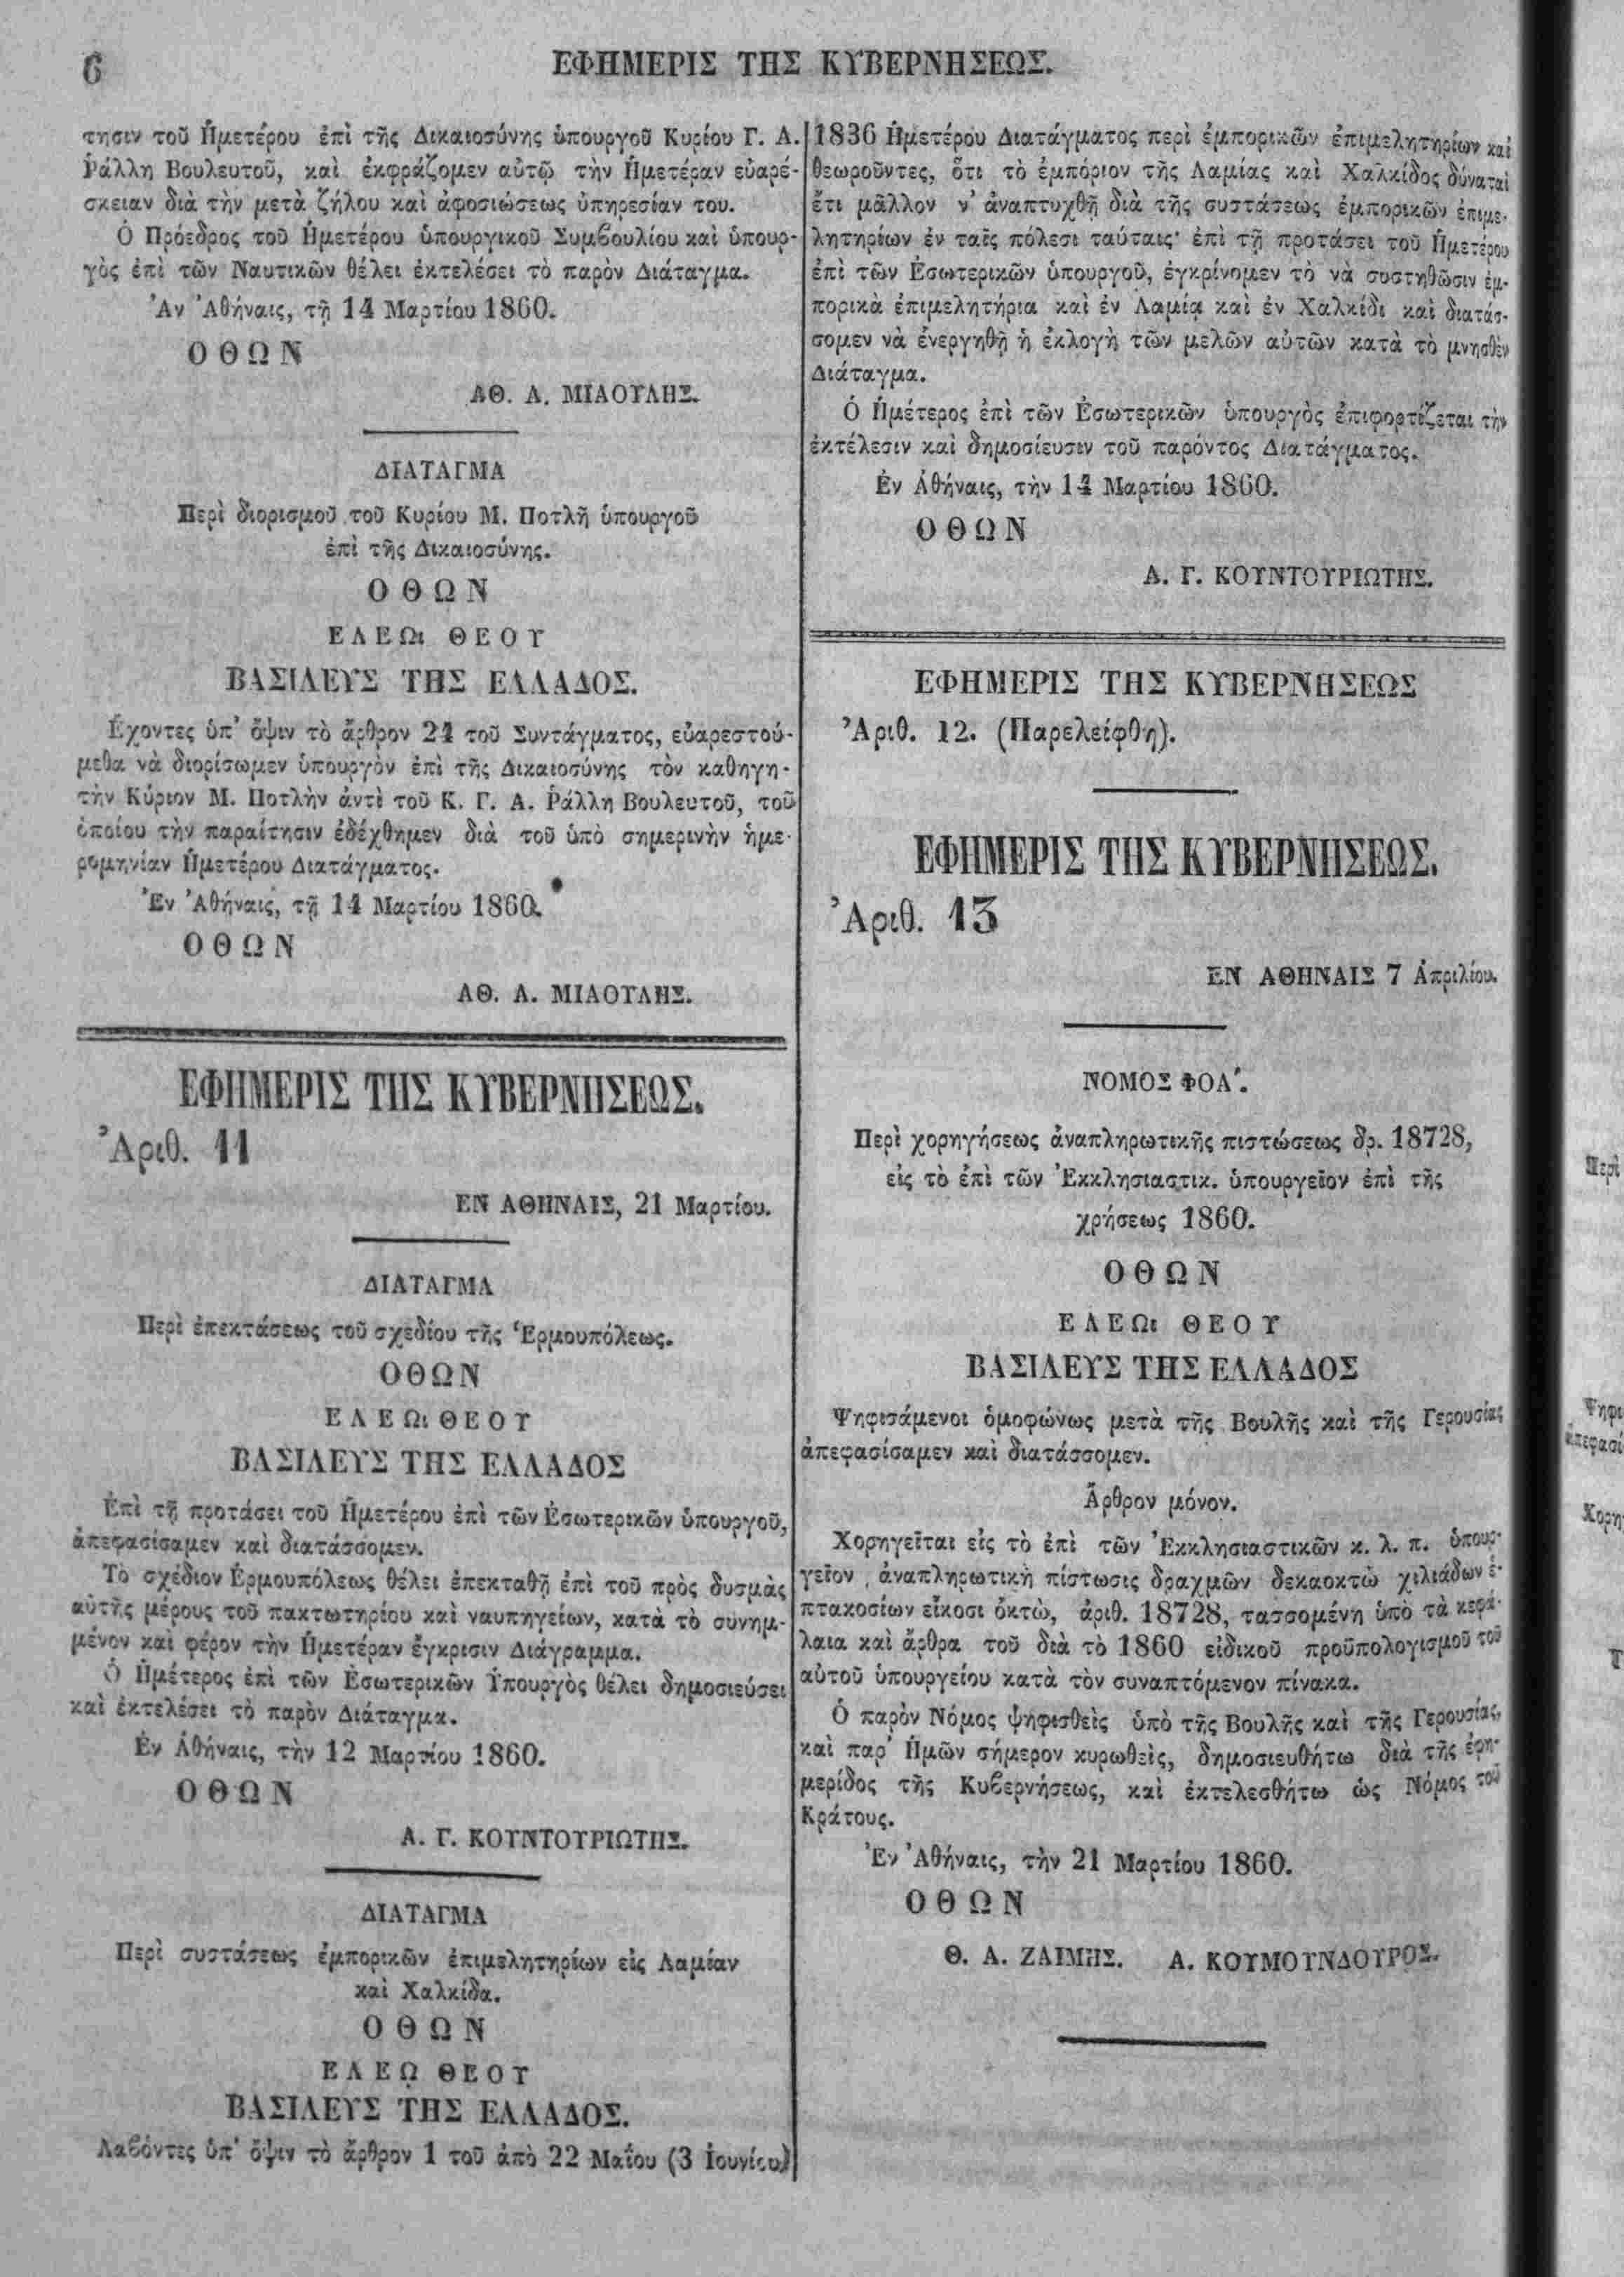 6
ΕΦΗΜΕΡΙΣ ΤΗΣ ΚΥΒΕΡΝΗΣΕΩΣ.
τησιν τοῦ Ἡμετέρου ἐπὶ τῆς Δικαιοσύνης ὑπουργοῦ Κυρίου Γ. Α.
Ῥάλλη Βουλευτοῦ, καὶ ἐκφράζομεν αὐτῷ τὴν Ἡμετέραν εὐαρέ-
σκειαν διὰ τὴν μετὰ ζήλου καὶ ἀφοσιώσεως ὑπηρεσίαν του.
Ὁ Πρόεδρος τοῦ Ἡμετέρου ὑπουργικοῦ Συμβουλίου καὶ ὑπουρ-
γὸς ἐπὶ τῶν Ναυτικῶν θέλει ἐκτελέσει τὸ παρὸν Διάταγμα.
Ἀν Ἀθήναις, τῇ 14 Μαρτίου 1860.
ΟΘΩΝ
ΑΘ. Α. ΜΙΑΟΥΛΗΣ.
ΔΙΑΤΑΓΜΑ
Περὶ διορισμοῦ τοῦ Κυρίου Μ. Ποτλῆ ὑπουργοῦ
ἐπὶ τῆς Δικαιοσύνης.
ΟΘΩΝ
ΕΛΕΩι ΘΕΟΥ
ΒΑΣΙΛΕΥΣ ΤΗΣ ΕΛΛΑΔΟΣ.
Ἔχοντες ὑπ' ὄψιν τὸ ἄρθρον 24 τοῦ Συντάγματος, εὐαρεστού-
μεθα νὰ διορίσωμεν ὑπουργὸν ἐπὶ τῆς Δικαιοσύνης τὸν καθηγη-
τὴν Κύριον Μ. Ποτλὴν ἀντὶ τοῦ Κ. Γ. Α. Ῥάλλη Βουλευτοῦ, τοῦ
ὁποίου τὴν παραίτησιν ἐδέχθημεν διὰ τοῦ ὑπὸ σημερινὴν ἡμε-
ρομηνίαν Ἡμετέρου Διατάγματος.
Ἐν Ἀθήναις, τῇ 14 Μαρτίου 1860.
ΟΘΩΝ
ΑΘ. Α. ΜΙΑΟΥΛΗΣ.
ΕΦΗΜΕΡΙΣ ΤΗΣ ΚΥΒΕΡΝΗΣΕΩΣ.
Ἀριθ. 11
ΕΝ ΑΘΗΝΑΙΣ, 21 Μαρτίου.
ΔΙΑΤΑΓΜΑ
Περὶ ἐπεκτάσεως τοῦ σχεδίου τῆς Ἑρμουπόλεως.
ΟΘΩΝ
ΕΛΕΩι ΘΕΟΥ
ΒΑΣΙΛΕΥΣ ΤΗΣ ΕΛΛΑΔΟΣ
Ἐπὶ τῇ προτάσει τοῦ Ἡμετέρου ἐπὶ τῶν Ἐσωτερικῶν ὑπουργοῦ,
ἀπεφασίσαμεν καὶ διατάσσομεν.
Τὸ σχέδιον Ἑρμουπόλεως θέλει ἐπεκταθῇ ἐπὶ τοῦ πρὸς δυσμὰς
αὐτῆς μέρους τοῦ πακτωτηρίου καὶ ναυπηγείων, κατὰ τὸ συνημ-
μένον καὶ φέρον τὴν Ἡμετέραν ἔγκρισιν Διάγραμμα.
Ὁ Ἡμέτερος ἐπὶ τῶν Ἐσωτερικῶν Ὑπουργὸς θέλει δημοσιεύσει
καὶ ἐκτελέσει τὸ παρὸν Διάταγμα.
Ἐν Ἀθήναις, τὴν 12 Μαρτίου 1860.
ΟΘΩΝ
Α. Γ. ΚΟΥΝΤΟΥΡΙΩΤΗΣ.
ΔΙΑΤΑΓΜΑ
Περὶ συστάσεως ἐμπορικῶν ἐπιμελητηρίων εἰς Λαμίαν
καὶ Χαλκίδα.
ΟΘΩΝ
ΕΛΕΩ ΘΕΟΥ
ΒΑΣΙΛΕΥΣ ΤΗΣ ΕΛΛΑΔΟΣ.
Λαβόντες ὑπ' ὄψιν τὸ ἄρθρον 1 τοῦ ἀπὸ 22 Μαΐου (3 Ἰουνίου)
1836 Ἡμετέρου Διατάγματος περὶ ἐμπορικῶν ἐπιμελητηρίων καὶ
θεωροῦντες, ὅτι τὸ ἐμπόριον τῆς Λαμίας καὶ Χαλκίδος δύναται
ἔτι μᾶλλον ν' ἀναπτυχθῇ διὰ τῆς συστάσεως ἐμπορικῶν ἐπιμε-
λητηρίων ἐν ταῖς πόλεσι ταύταις· ἐπὶ τῇ προτάσει τοῦ Ἡμετέρου
ἐπὶ τῶν Ἐσωτερικῶν ὑπουργοῦ, ἐγκρίνομεν τὸ νὰ συστηθῶσιν ἐμ-
πορικὰ ἐπιμελητήρια καὶ ἐν Λαμίᾳ καὶ ἐν Χαλκίδι καὶ διατάσ-
σομεν νὰ ἐνεργηθῇ ἡ ἐκλογὴ τῶν μελῶν αὐτῶν κατὰ τὸ μνησθὲν
Διάταγμα.
Ὁ Ἡμέτερος ἐπὶ τῶν Ἐσωτερικῶν ὑπουργὸς ἐπιφορτίζεται τὴν
ἐκτέλεσιν καὶ δημοσίευσιν τοῦ παρόντος Διατάγματος.
Ἐν Ἀθήναις, τὴν 14 Μαρτίου 1860.
ΟΘΩΝ
Α. Γ. ΚΟΥΝΤΟΥΡΙΩΤΗΣ.
ΕΦΗΜΕΡΙΣ ΤΗΣ ΚΥΒΕΡΝΗΣΕΩΣ
Ἀριθ. 12. (Παρελείφθη).
ΕΦΗΜΕΡΙΣ ΤΗΣ ΚΥΒΕΡΝΗΣΕΩΣ.
Ἀριθ. 13
ΕΝ ΑΘΗΝΑΙΣ 7 Ἀπριλίου.
ΝΟΜΟΣ ΦΟΑ'.
Περὶ χορηγήσεως ἀναπληρωτικῆς πιστώσεως δρ. 18728,
εἰς τὸ ἐπὶ τῶν Ἐκκλησιαστικ. ὑπουργεῖον ἐπὶ τῆς
χρήσεως 1860.
ΟΘΩΝ
ΕΛΕΩι ΘΕΟΥ
ΒΑΣΙΛΕΥΣ ΤΗΣ ΕΛΛΑΔΟΣ
Ψηφισάμενοι ὁμοφώνως μετὰ τῆς Βουλῆς καὶ τῆς Γερουσίας
ἀπεφασίσαμεν καὶ διατάσσομεν.
Ἄρθρον μόνον.
Χορηγεῖται εἰς τὸ ἐπὶ τῶν Ἐκκλησιαστικῶν κ. λ. π. ὑπουρ-
γεῖον ἀναπληρωτικὴ πίστωσις δραχμῶν δεκαοκτὼ χιλιάδων ἑ-
πτακοσίων εἴκοσι ὀκτὼ, ἀριθ. 18728, τασσομένη ὑπὸ τὰ κεφά-
λαια καὶ ἄρθρα τοῦ διὰ τὸ 1860 εἰδικοῦ προϋπολογισμοῦ τοῦ
αὐτοῦ ὑπουργείου κατὰ τὸν συναπτόμενον πίνακα.
Ὁ παρὸν Νόμος ψηφισθεὶς ὑπὸ τῆς Βουλῆς καὶ τῆς Γερουσίας,
καὶ παρ' Ἡμῶν σήμερον κυρωθεὶς, δημοσιευθήτω διὰ τῆς ἐφη-
μερίδος τῆς Κυβερνήσεως, καὶ ἐκτελεσθήτω ὡς Νόμος τοῦ
Κράτους.
Ἐν Ἀθήναις, τὴν 21 Μαρτίου 1860.
ΟΘΩΝ
Θ. Α. ΖΑΙΜΗΣ. Α. ΚΟΥΜΟΥΝΔΟΥΡΟΣ.